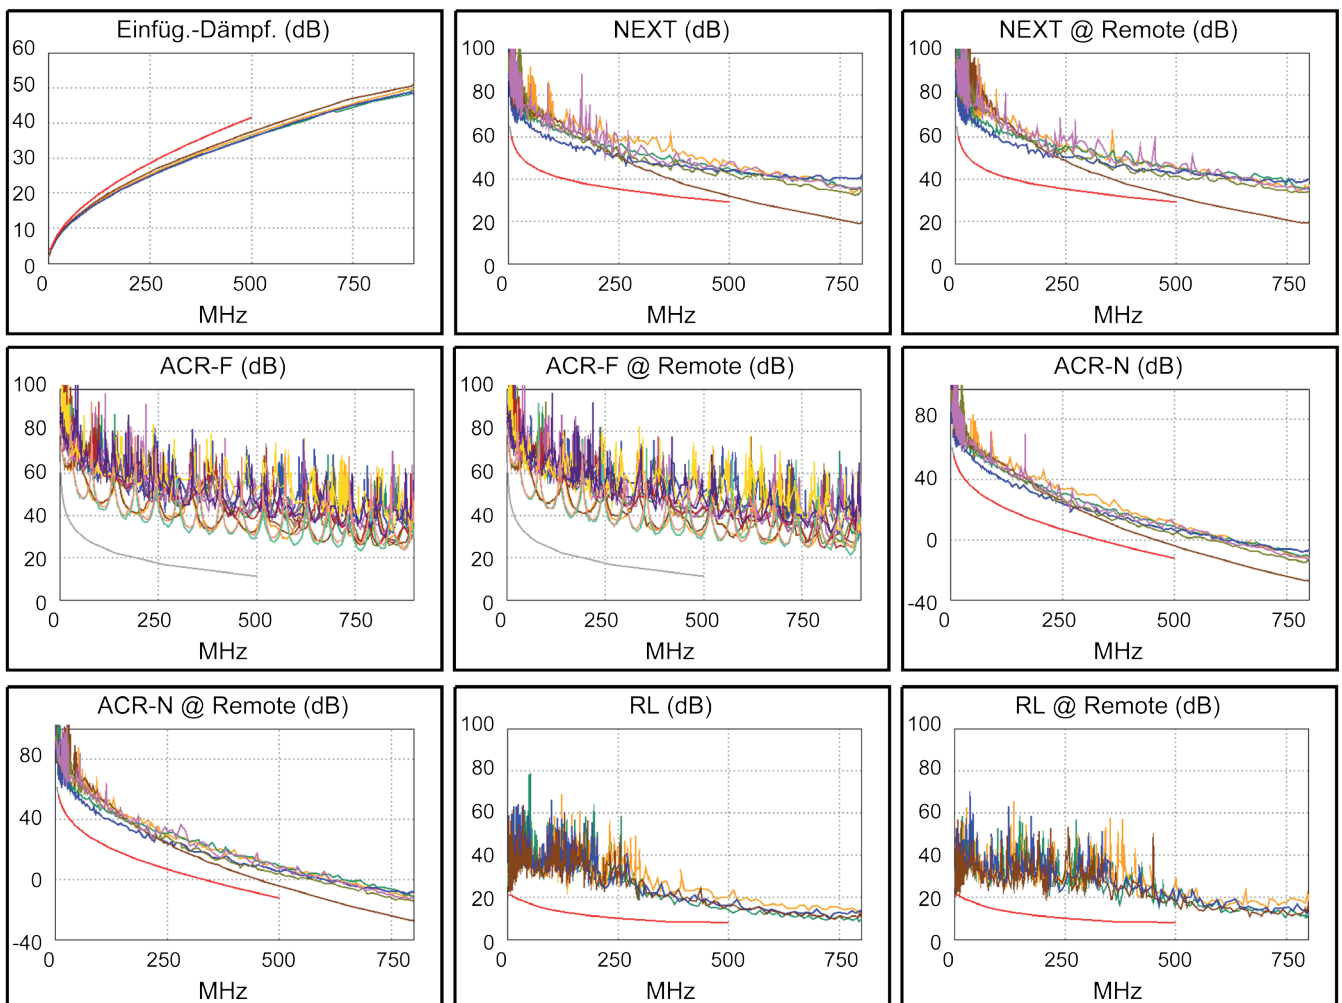 Einfüg.-Dämpf. (dB)
60
50
40
30
20
10
0
0 250 500 750
MHz
NEXT (dB)
100
80
60
40
20
0
0 250 500 750
MHz
NEXT @ Remote (dB)
100
80
60
40
20
0
0 250 500 750
MHz
ACR-F (dB)
100
80
60
40
20
0
0 250 500 750
MHz
ACR-F @ Remote (dB)
100
80
60
40
20
0
0 250 500 750
MHz
ACR-N (dB)
80
40
0
-40
0 250 500 750
MHz
ACR-N @ Remote (dB)
80
40
0
-40
0 250 500 750
MHz
RL (dB)
100
80
60
40
20
0
0 250 500 750
MHz
RL @ Remote (dB)
100
80
60
40
20
0
0 250 500 750
MHz